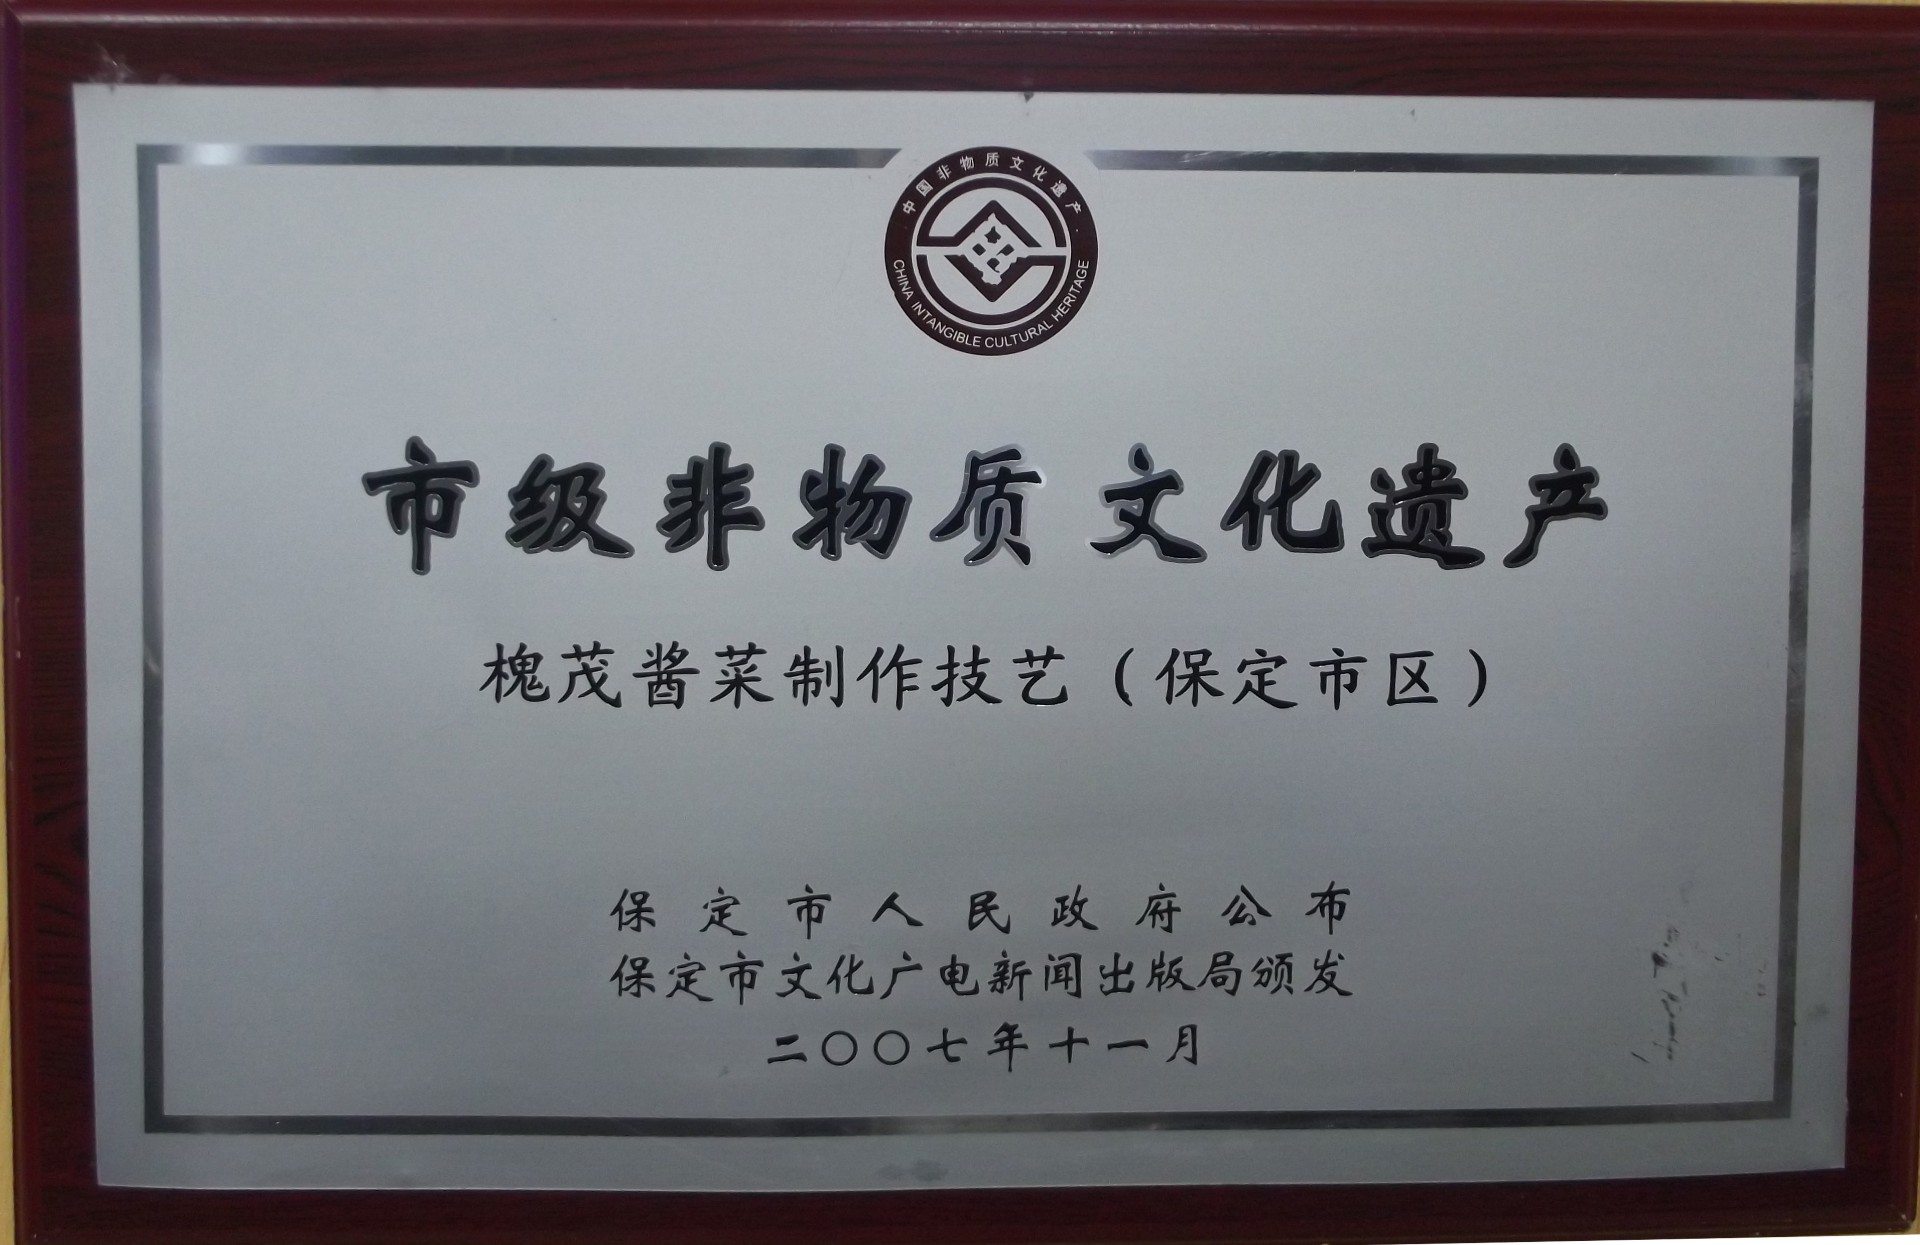 中国非物质文化遗产
CHINA INTANGIBLE CULTURAL HERITAGE
市级非物质文化遗产
槐茂酱菜制作技艺（保定市区）
保定市人民政府公布
保定市文化广电新闻出版局颁发
二〇〇七年十一月